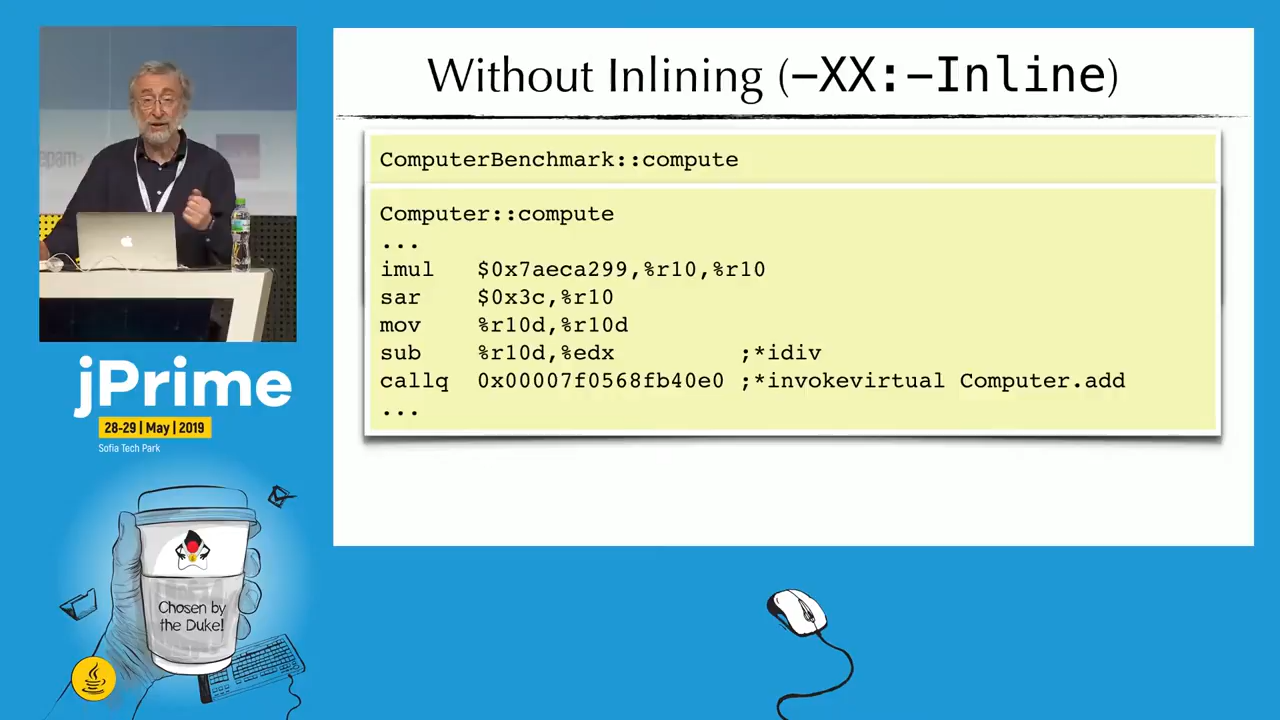 Without Inlining (-XX:-Inline)
ComputerBenchmark::compute
Computer::compute
...
imul $0x7aeca299,%r10,%r10
sar $0x3c,%r10
mov %r10d,%r10d
sub %r10d,%edx ;*idiv
callq 0x00007f0568fb40e0 ;*invokevirtual Computer.add
...
epam
jPrime
28-29 | May | 2019
Sofia Tech Park
Chosen by
the Duke!